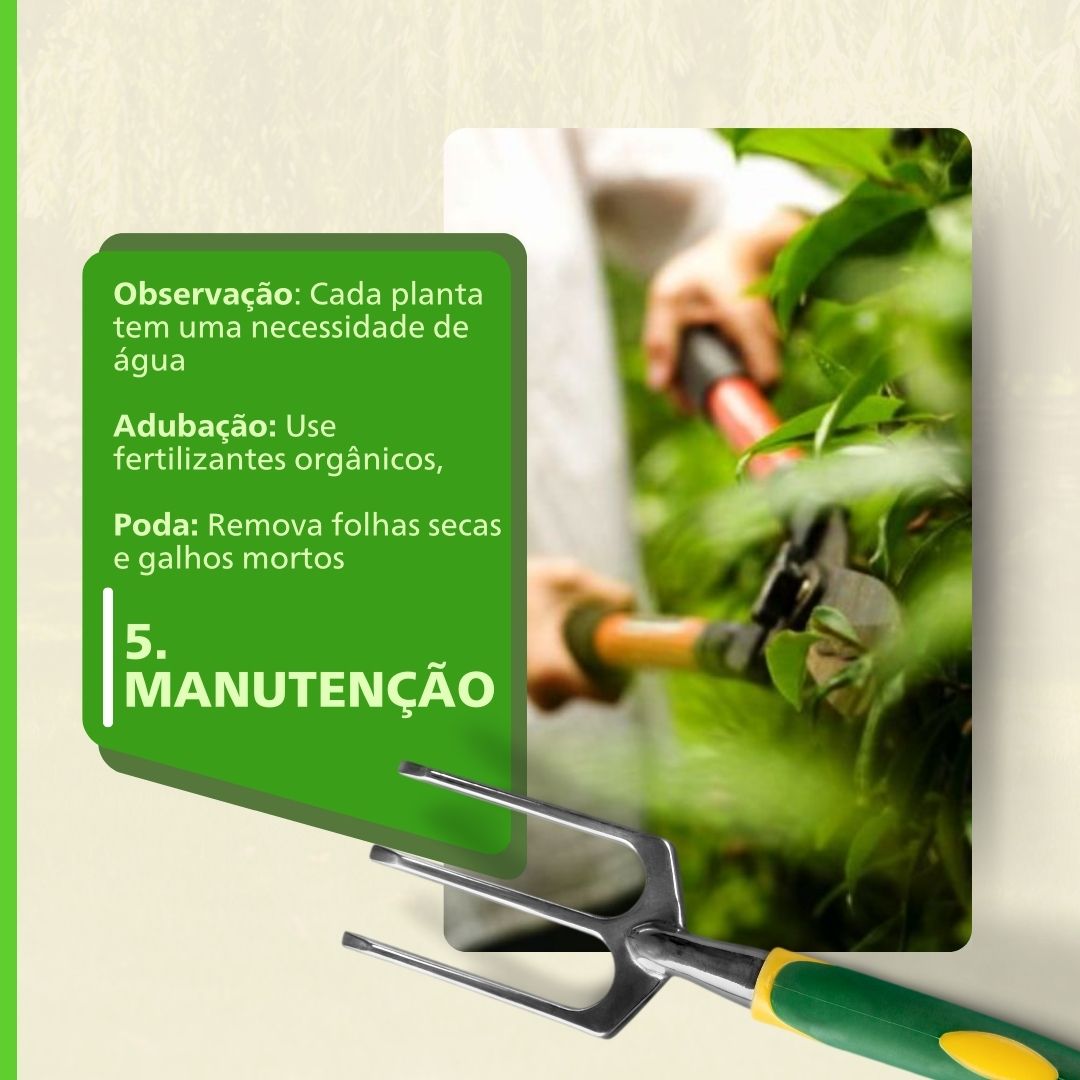 Observação: Cada planta
tem uma necessidade de
água
Adubação: Use
fertilizantes orgânicos,
Poda: Remova folhas secas
e galhos mortos
5.
MANUTENÇÃO